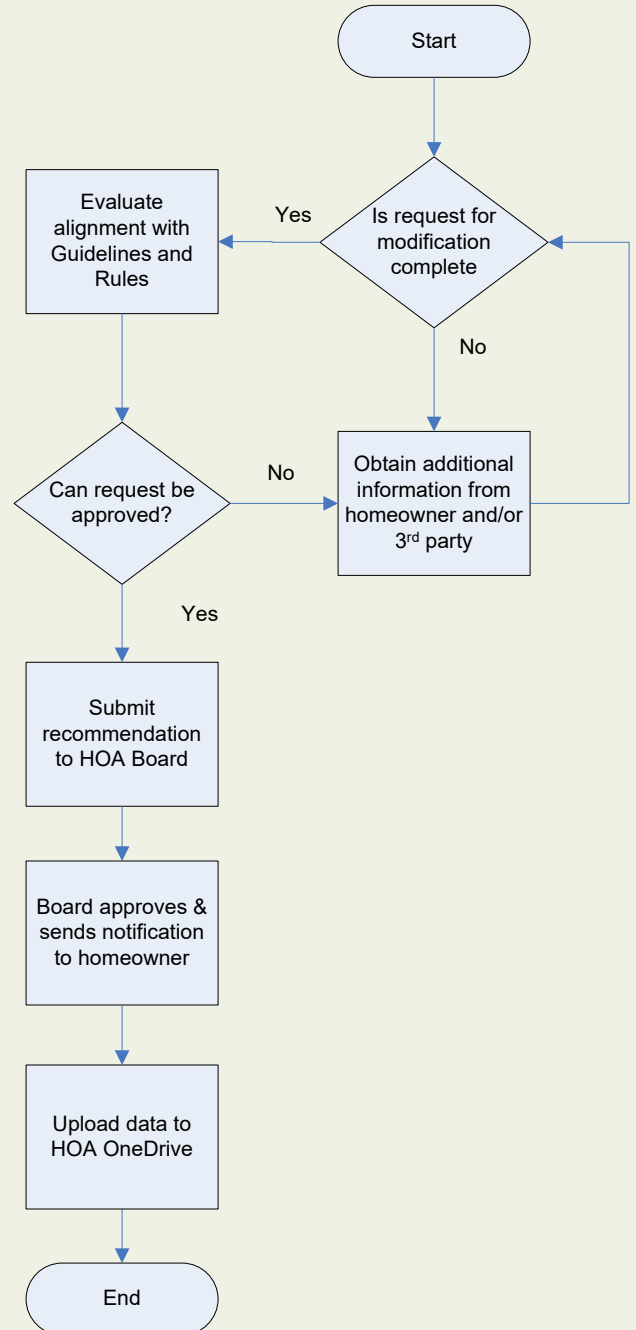 Start
Is request for
modification
complete
Yes
No
Evaluate
alignment with
Guidelines and
Rules
Can request be
approved?
No
Yes
Obtain additional
information from
homeowner and/or
3rd party
Submit
recommendation
to HOA Board
Board approves &
sends notification
to homeowner
Upload data to
HOA OneDrive
End